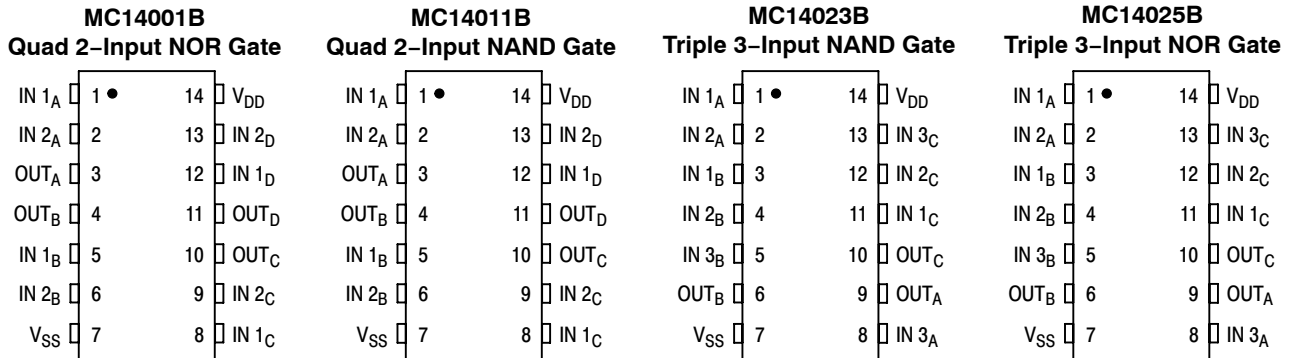 MC14001B
Quad 2–Input NOR Gate
IN 1A 1 14 VDD
IN 2A 2 13 IN 2D
OUTA 3 12 IN 1D
OUTB 4 11 OUTD
IN 1B 5 10 OUTC
IN 2B 6 9 IN 2C
VSS 7 8 IN 1C
MC14011B
Quad 2–Input NAND Gate
IN 1A 1 14 VDD
IN 2A 2 13 IN 2D
OUTA 3 12 IN 1D
OUTB 4 11 OUTD
IN 1B 5 10 OUTC
IN 2B 6 9 IN 2C
VSS 7 8 IN 1C
MC14023B
Triple 3–Input NAND Gate
IN 1A 1 14 VDD
IN 2A 2 13 IN 3C
IN 1B 3 12 IN 2C
IN 2B 4 11 IN 1C
IN 3B 5 10 OUTC
OUTB 6 9 OUTA
VSS 7 8 IN 3A
MC14025B
Triple 3–Input NOR Gate
IN 1A 1 14 VDD
IN 2A 2 13 IN 3C
IN 1B 3 12 IN 2C
IN 2B 4 11 IN 1C
IN 3B 5 10 OUTC
OUTB 6 9 OUTA
VSS 7 8 IN 3A